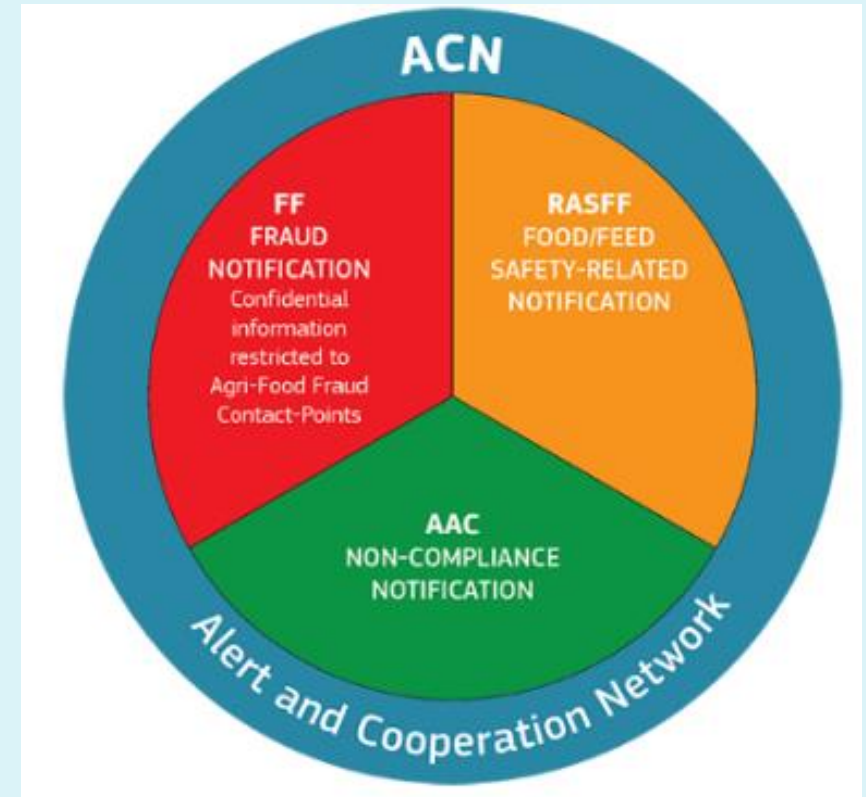 ACN
FF
FRAUD
NOTIFICATION
Confidential
information
restricted to
Agri-Food Fraud
Contact-Points
RASFF
FOOD/FEED
SAFETY-RELATED
NOTIFICATION
AAC
NON-COMPLIANCE
NOTIFICATION
Alert and Cooperation Network